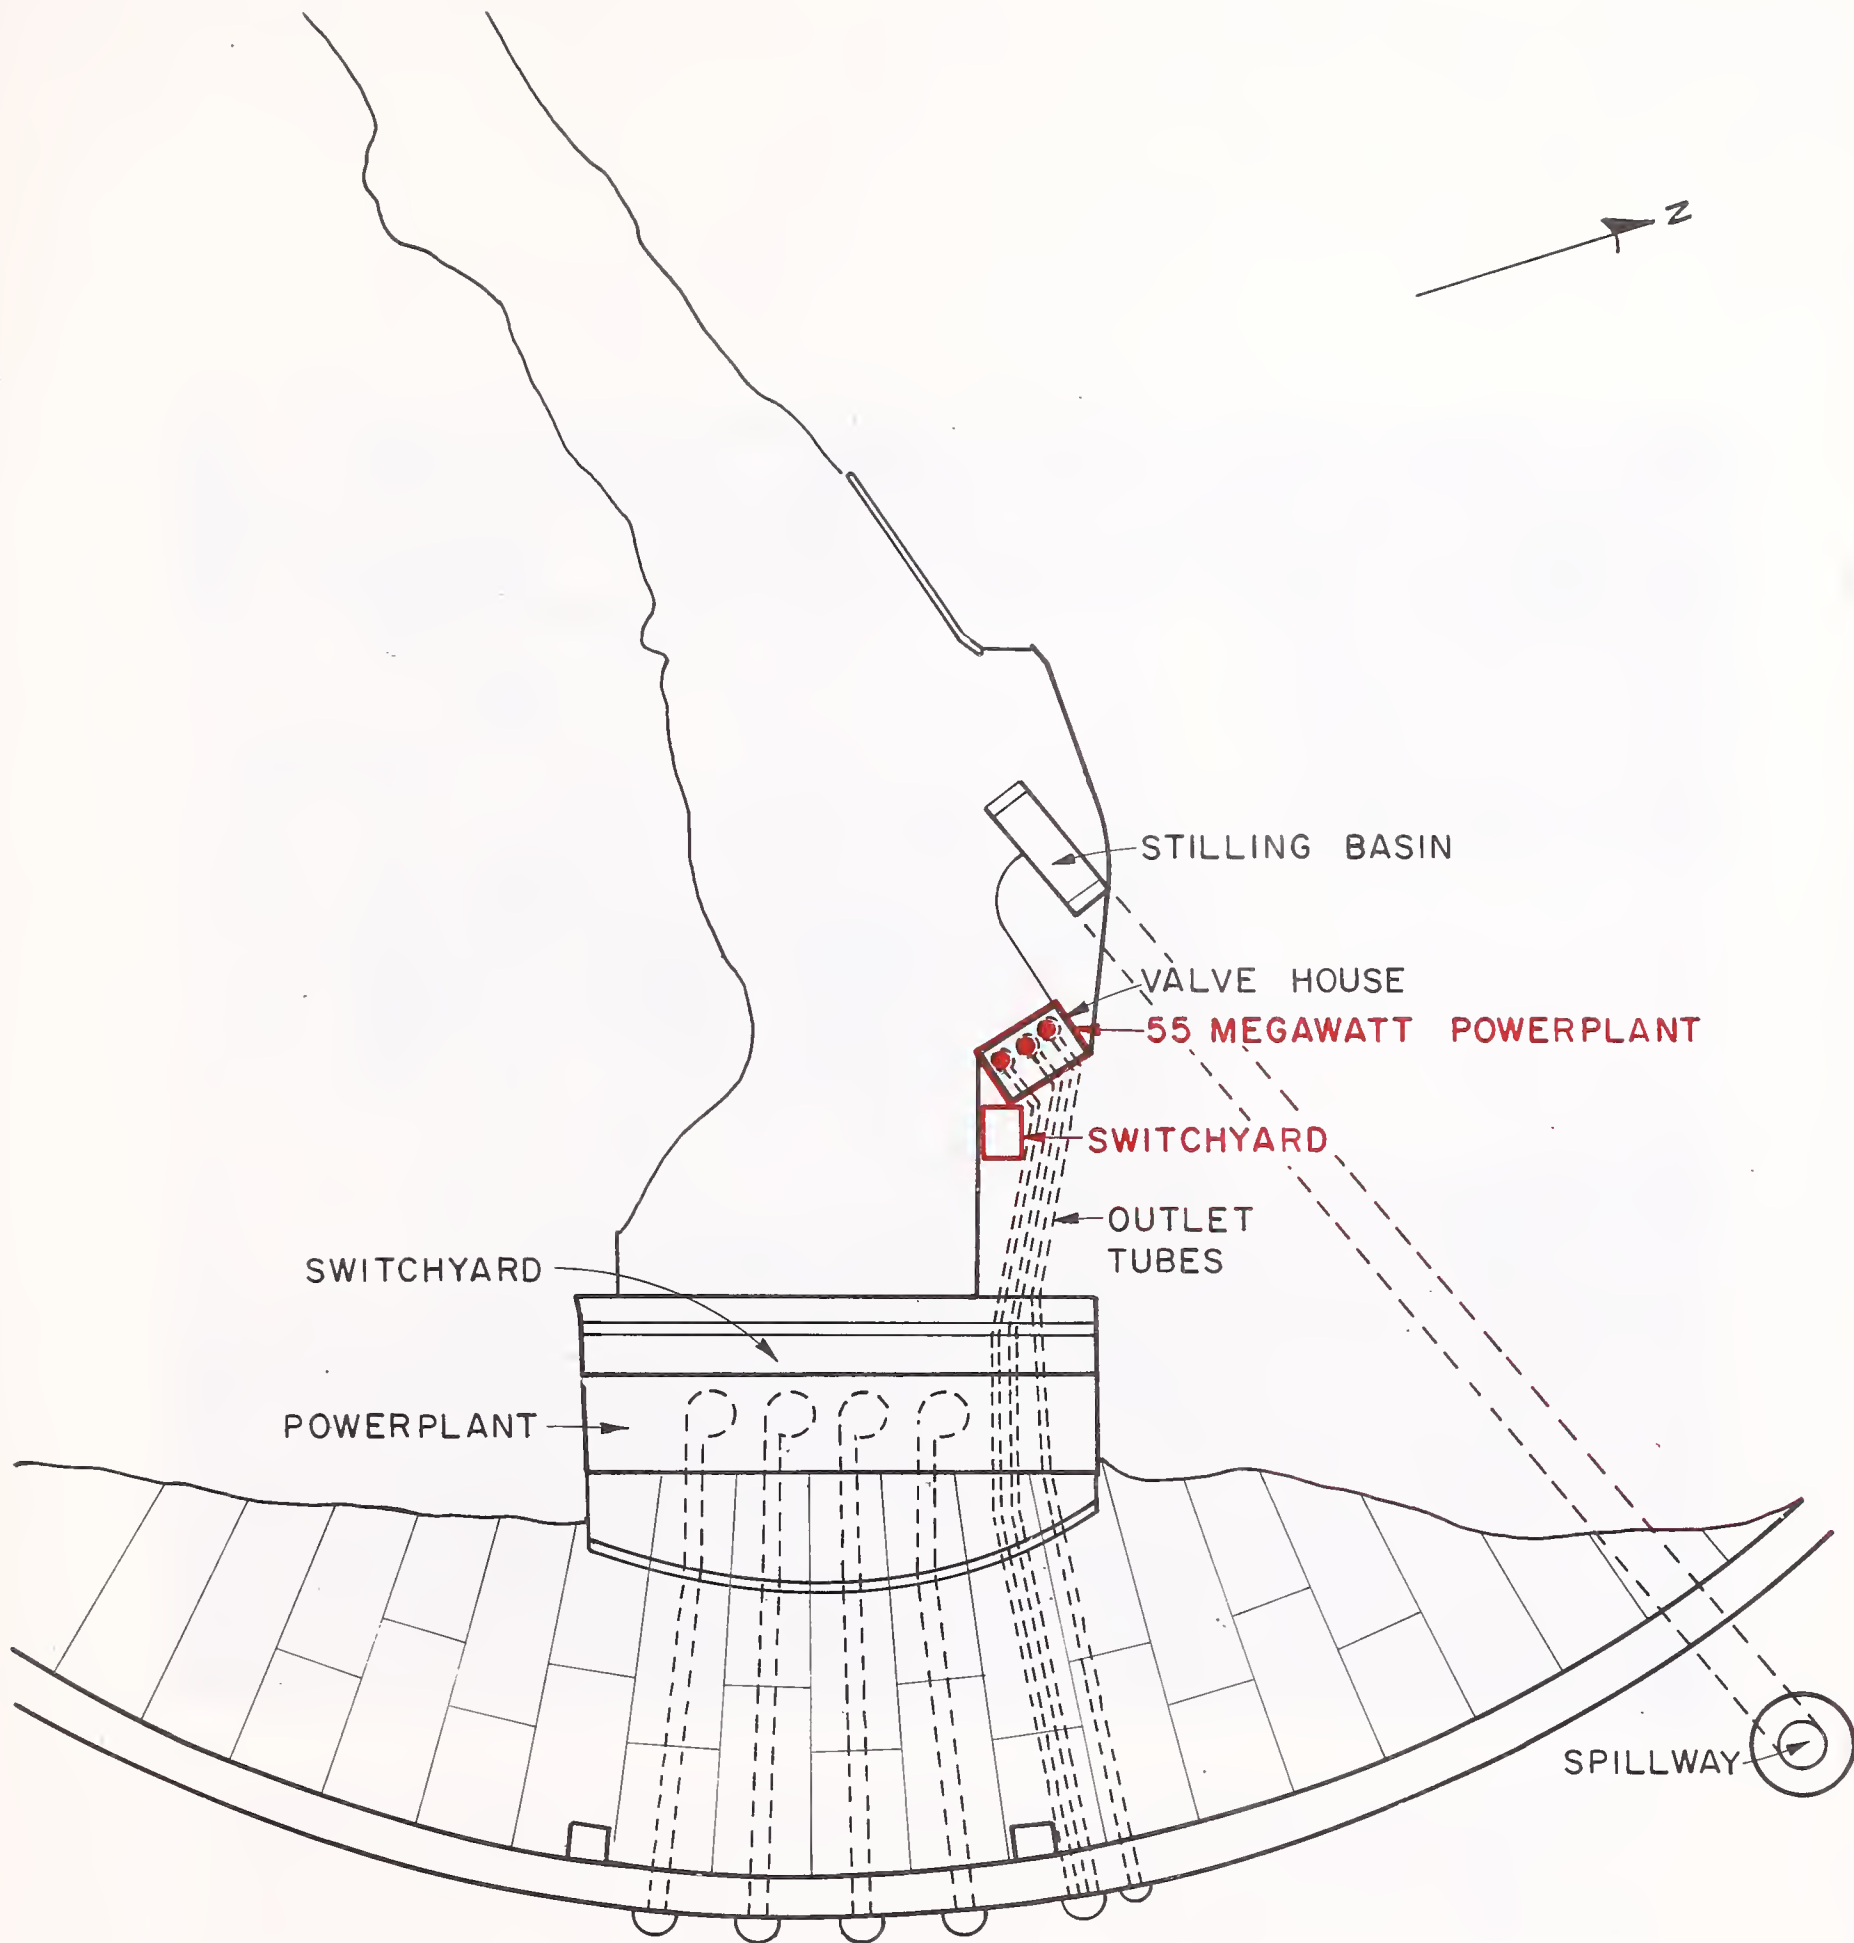 N
STILLING BASIN
VALVE HOUSE
55 MEGAWATT POWERPLANT
SWITCHYARD
OUTLET
TUBES
SWITCHYARD
POWERPLANT
SPILLWAY